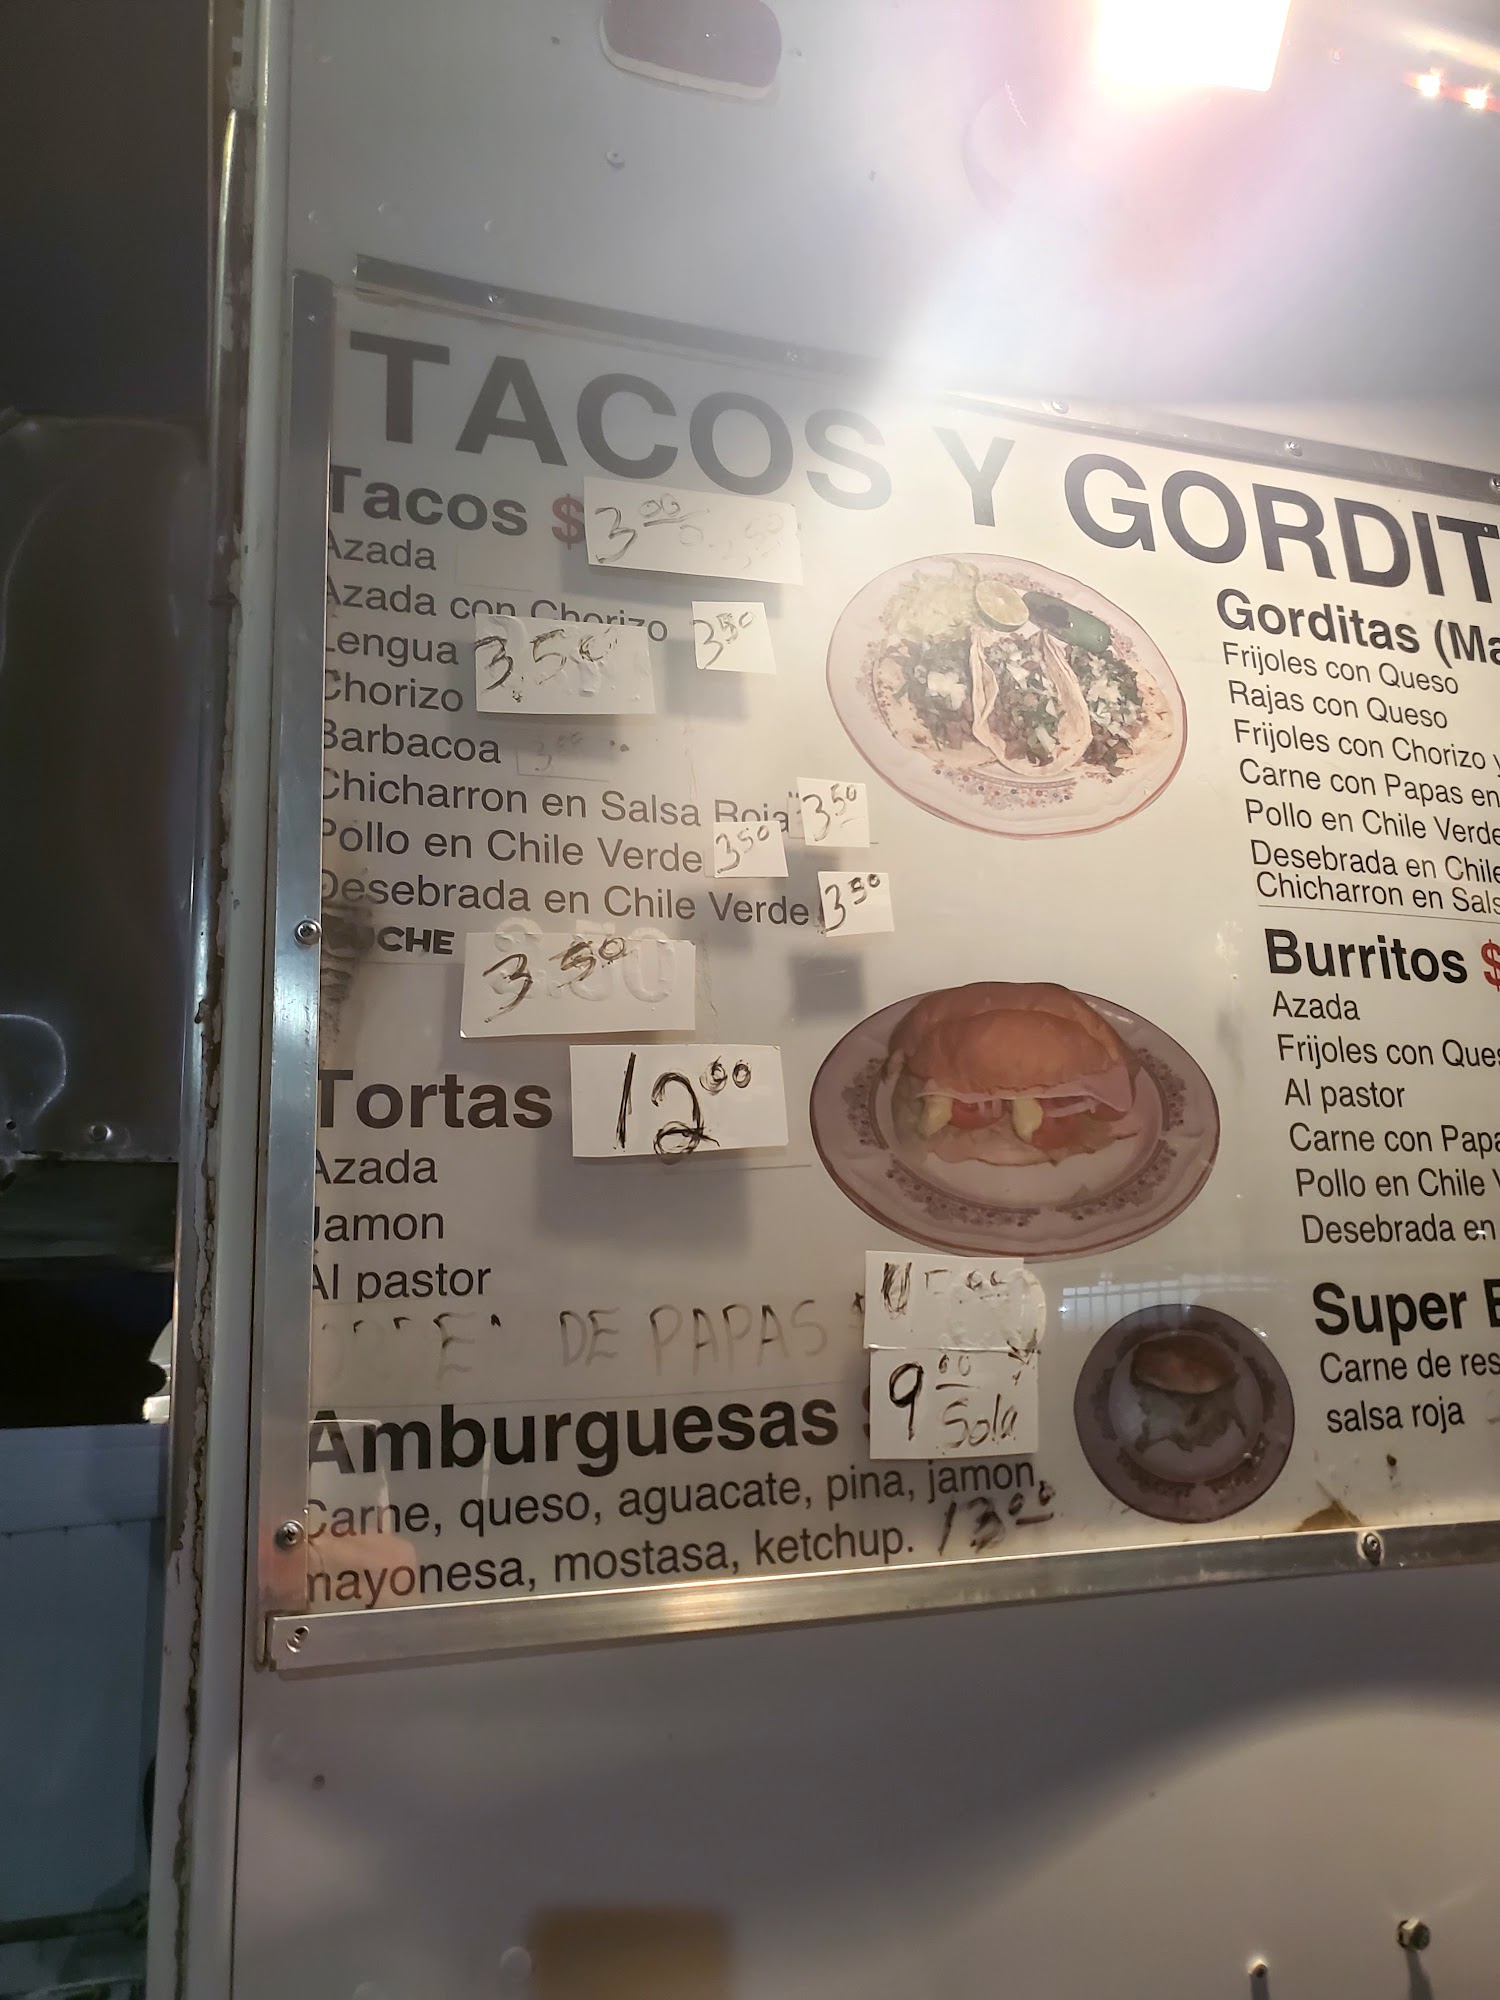 TACOS Y GORDIT
Tacos $ 3.00
Azada
Azada con Chorizo 3.50
Lengua 3.50
Chorizo
Barbacoa 3.00
Chicharron en Salsa Roja 3.50
Pollo en Chile Verde 3.50
Desebrada en Chile Verde 3.50
CHE 3.50
Tortas 12.00
Azada
Jamon
Al pastor
DE PAPAS
Amburguesas 9.00 Sola
Carne, queso, aguacate, pina, jamon,
mayonesa, mostasa, ketchup. 13.00
Gorditas (Ma
Frijoles con Queso
Rajas con Queso
Frijoles con Chorizo y
Carne con Papas en
Pollo en Chile Verde
Desebrada en Chile
Chicharron en Sals
Burritos $
Azada
Frijoles con Ques
Al pastor
Carne con Papa
Pollo en Chile V
Desebrada en
Super B
Carne de res
salsa roja